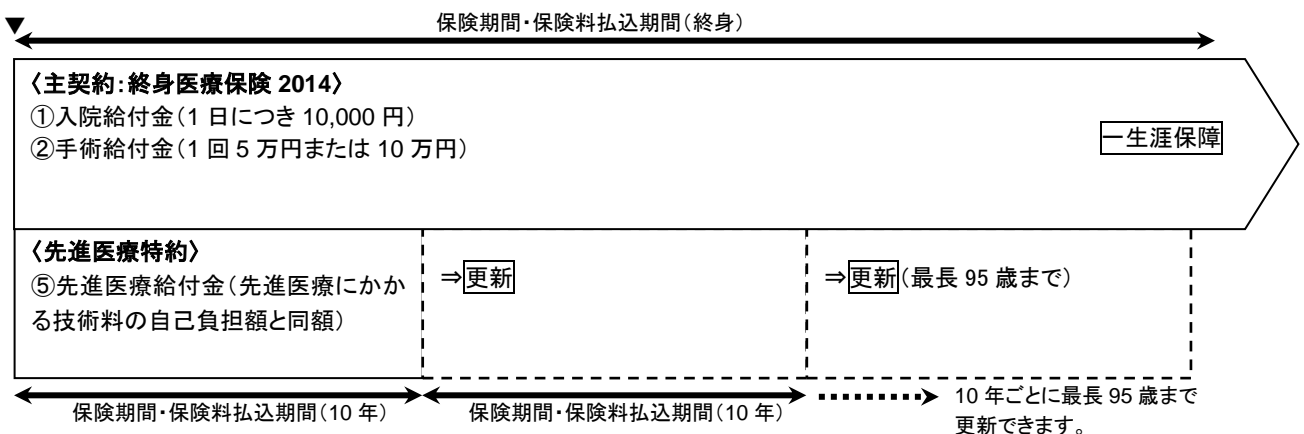 保険期間・保険料払込期間(終身)
▼
〈主契約:終身医療保険 2014〉
①入院給付金(1 日につき 10,000 円)
②手術給付金(1 回 5 万円または 10 万円)
一生涯保障
〈先進医療特約〉
⑤先進医療給付金(先進医療にかか
る技術料の自己負担額と同額)
⇒更新
⇒更新(最長 95 歳まで)
保険期間・保険料払込期間(10 年)
保険期間・保険料払込期間(10 年)
10 年ごとに最長 95 歳まで
更新できます。